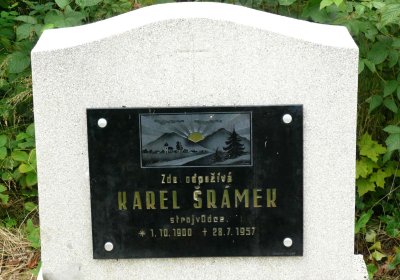 Zde odpočívá
KAREL ŠRÁMEK
strojvůdce.
* 1.10.1900 + 28.7.1957